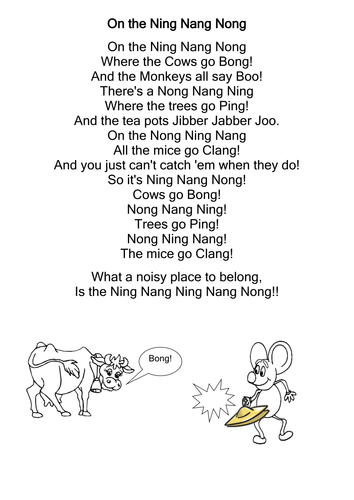 On the Ning Nang Nong
On the Ning Nang Nong
Where the Cows go Bong!
And the Monkeys all say Boo!
There's a Nong Nang Ning
Where the trees go Ping!
And the tea pots Jibber Jabber Joo.
On the Nong Ning Nang
All the mice go Clang!
And you just can't catch 'em when they do!
So it's Ning Nang Nong!
Cows go Bong!
Nong Nang Ning!
Trees go Ping!
Nong Ning Nang!
The mice go Clang!
What a noisy place to belong,
Is the Ning Nang Ning Nang Nong!!
Bong!